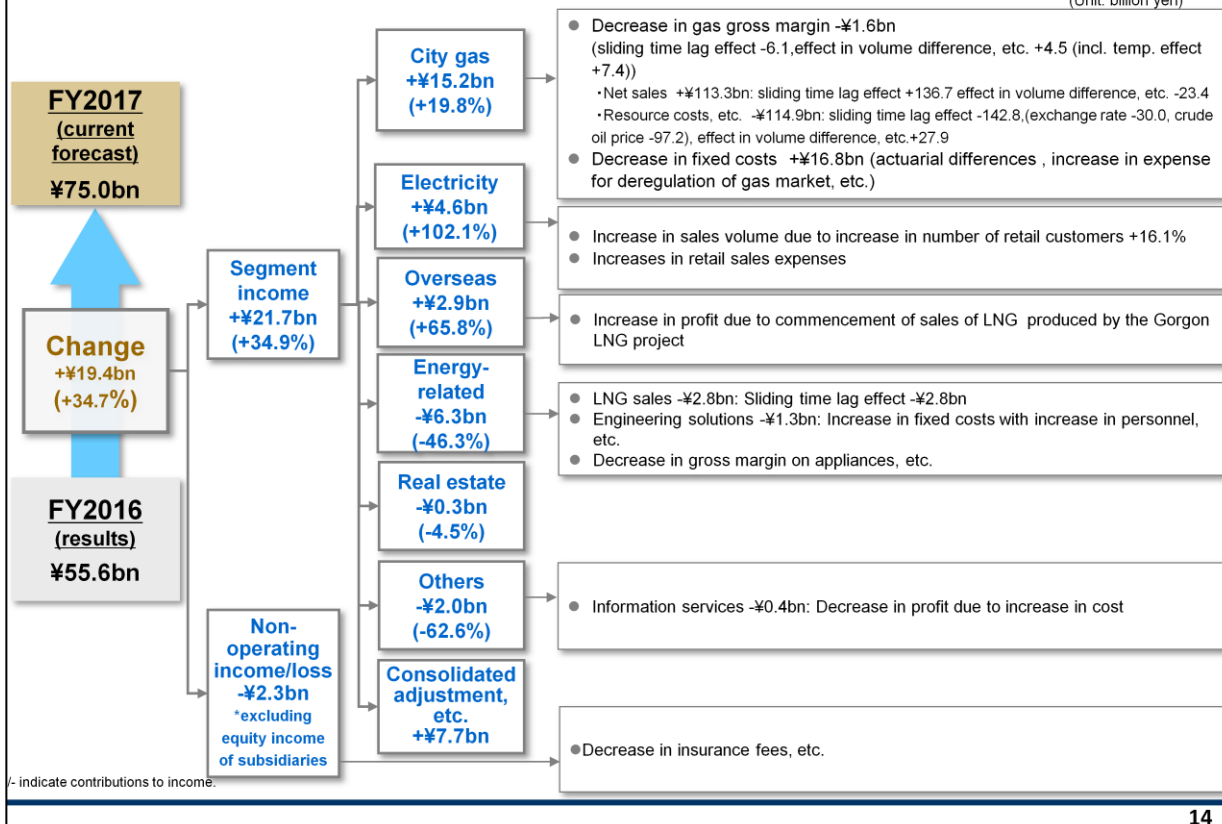 (Unit: billion yen)
FY2017
(current
forecast)
¥75.0bn
Change
+¥19.4bn
(+34.7%)
FY2016
(results)
¥55.6bn
Segment
income
+¥21.7bn
(+34.9%)
Non-
operating
income/loss
-¥2.3bn
*excluding
equity income
of subsidiaries
City gas
+¥15.2bn
(+19.8%)
● Decrease in gas gross margin -¥1.6bn
(sliding time lag effect -6.1,effect in volume difference, etc. +4.5 (incl. temp. effect
+7.4))
・Net sales +¥113.3bn: sliding time lag effect +136.7 effect in volume difference, etc. -23.4
・Resource costs, etc. -¥114.9bn: sliding time lag effect -142.8,(exchange rate -30.0, crude
oil price -97.2), effect in volume difference, etc.+27.9
● Decrease in fixed costs +¥16.8bn (actuarial differences , increase in expense
for deregulation of gas market, etc.)
Electricity
+¥4.6bn
(+102.1%)
● Increase in sales volume due to increase in number of retail customers +16.1%
● Increases in retail sales expenses
Overseas
+¥2.9bn
(+65.8%)
● Increase in profit due to commencement of sales of LNG produced by the Gorgon
LNG project
Energy-
related
-¥6.3bn
(-46.3%)
● LNG sales -¥2.8bn: Sliding time lag effect -¥2.8bn
● Engineering solutions -¥1.3bn: Increase in fixed costs with increase in personnel,
etc.
● Decrease in gross margin on appliances, etc.
Real estate
-¥0.3bn
(-4.5%)
Others
-¥2.0bn
(-62.6%)
● Information services -¥0.4bn: Decrease in profit due to increase in cost
Consolidated
adjustment,
etc.
+¥7.7bn
●Decrease in insurance fees, etc.
/- indicate contributions to income.
14